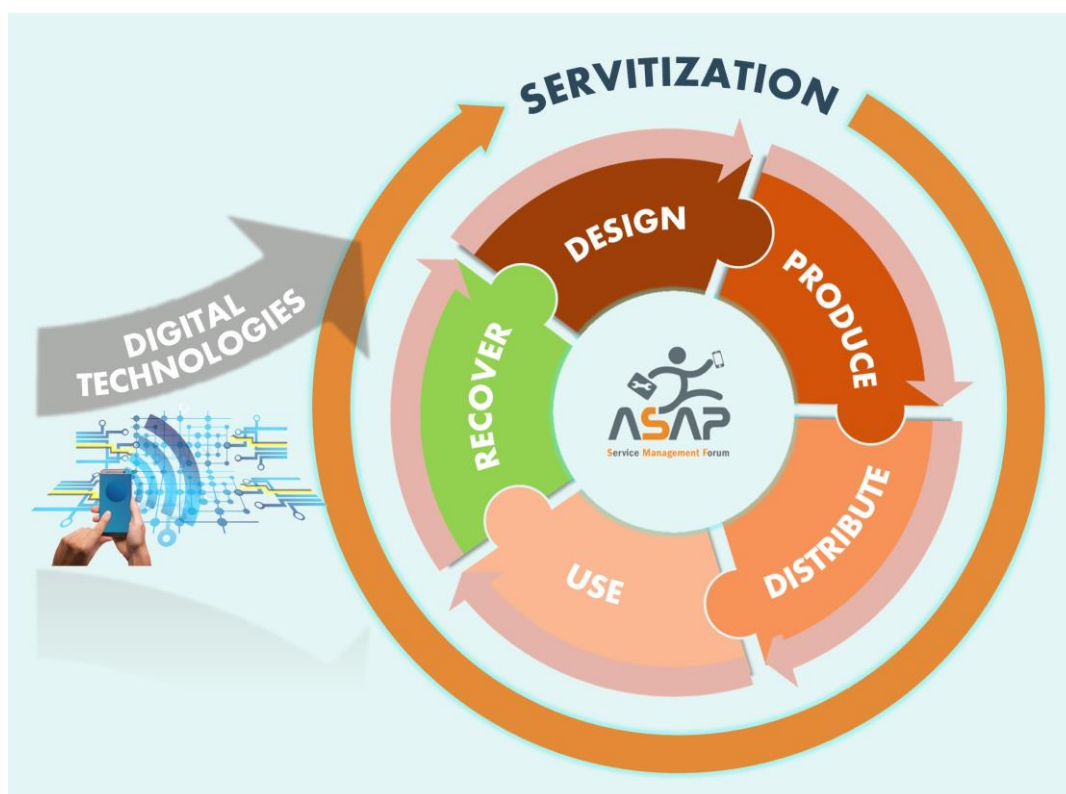 SERVITIZATION
DESIGN
PRODUCE
DISTRIBUTE
USE
RECOVER
DIGITAL
TECHNOLOGIES
ASAP
Service Management Forum